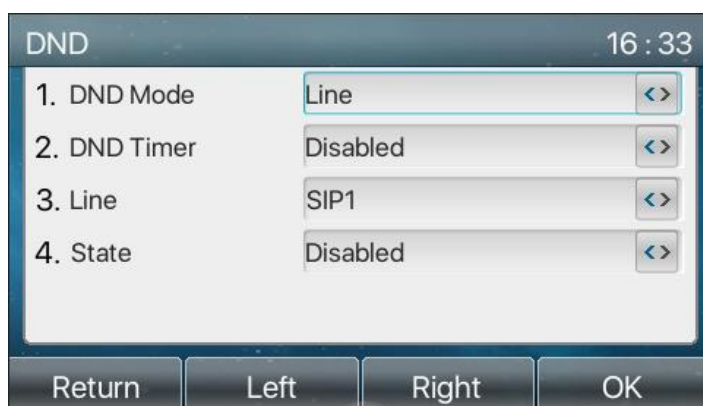 DND 16 : 33
1. DND Mode Line <>
2. DND Timer Disabled <>
3. Line SIP1 <>
4. State Disabled <>
Return Left Right OK